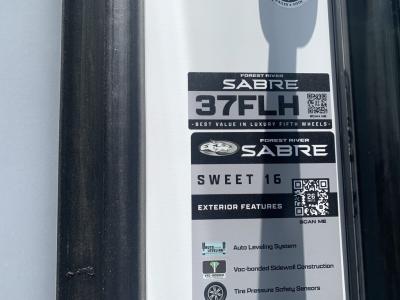 FOREST RIVER
SABRE
37FLH
SCAN ME
-BEST VALUE IN LUXURY FIFTH WHEELS-
FOREST RIVER
SABRE
SWEET 16
EXTERIOR FEATURES
SCAN ME
Auto Leveling System
Vac-bonded Sidewall Construction
Tire Pressure Safety Sensors